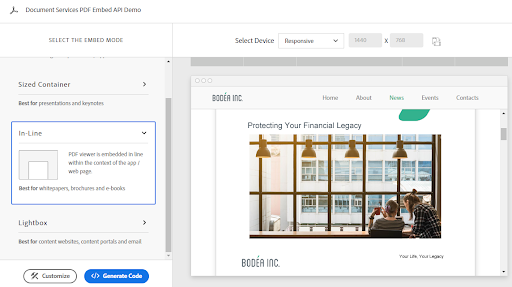 Document Services PDF Embed API Demo
SELECT THE EMBED MODE
Select Device
Responsive
1440
X
768
Sized Container
Best for presentations and keynotes
In-Line
PDF viewer is embedded in line
within the context of the app /
web page
Best for whitepapers, brochures and e-books
Lightbox
Best for content websites, content portals and email
Customize
Generate Code
BODÉA INC.
Home
About
News
Events
Contacts
Protecting Your Financial Legacy
BODÉA INC.
Your Life, Your Legacy